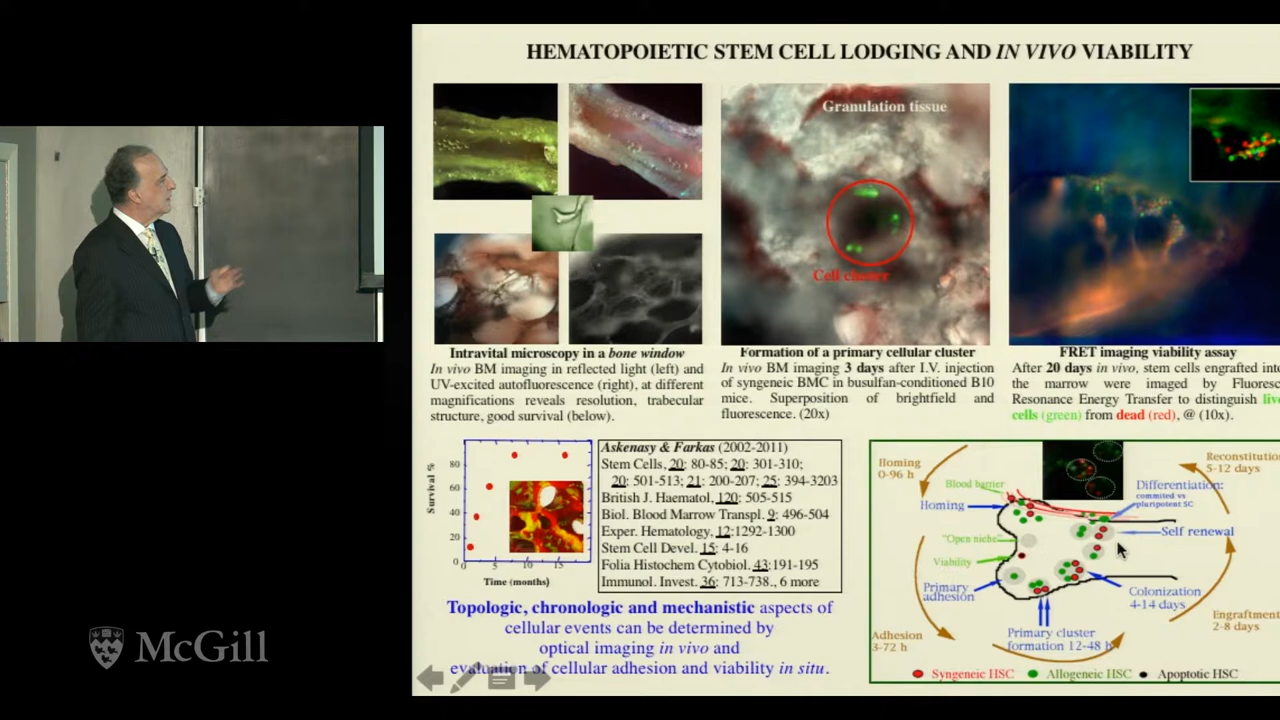 HEMATOPOIETIC STEM CELL LODGING AND IN VIVO VIABILITY
Granulation tissue
Cell cluster
Intravital microscopy in a bone window
In vivo BM imaging in reflected light (left) and
UV-excited autofluorescence (right), at different
magnifications reveals resolution, trabecular
structure, good survival (below).
Formation of a primary cellular cluster
In vivo BM imaging 3 days after I.V. injection
of syngeneic BMC in busulfan-conditioned B10
mice. Superposition of brightfield and
fluorescence. (20x)
FRET imaging viability assay
After 20 days in vivo, stem cells engrafted into
the marrow were imaged by Fluoresc
Resonance Energy Transfer to distinguish live
cells (green) from dead (red), @ (10x).
Survival %
80
60
40
20
0
0 5 10 15
Time (months)
Askenasy & Farkas (2002-2011)
Stem Cells, 20: 80-85; 20: 301-310;
20: 501-513; 21: 200-207; 25: 394-3203
British J. Haematol, 120: 505-515
Biol. Blood Marrow Transpl. 9: 496-504
Exper. Hematology, 12:1292-1300
Stem Cell Devel. 15: 4-16
Folia Histochem Cytobiol. 43:191-195
Immunol. Invest. 36: 713-738., 6 more
Topologic, chronologic and mechanistic aspects of
cellular events can be determined by
optical imaging in vivo and
evaluation of cellular adhesion and viability in situ.
Homing
0-96 h
Reconstitution
5-12 days
Blood barrier
Differentiation:
commited vs
pluripotent SC
Homing
Self renewal
"Open niche"
Viability
Primary
adhesion
Colonization
4-14 days
Engraftment
2-8 days
Adhesion
3-72 h
Primary cluster
formation 12-48 h
Syngeneic HSC
Allogeneic HSC
Apoptotic HSC
McGill